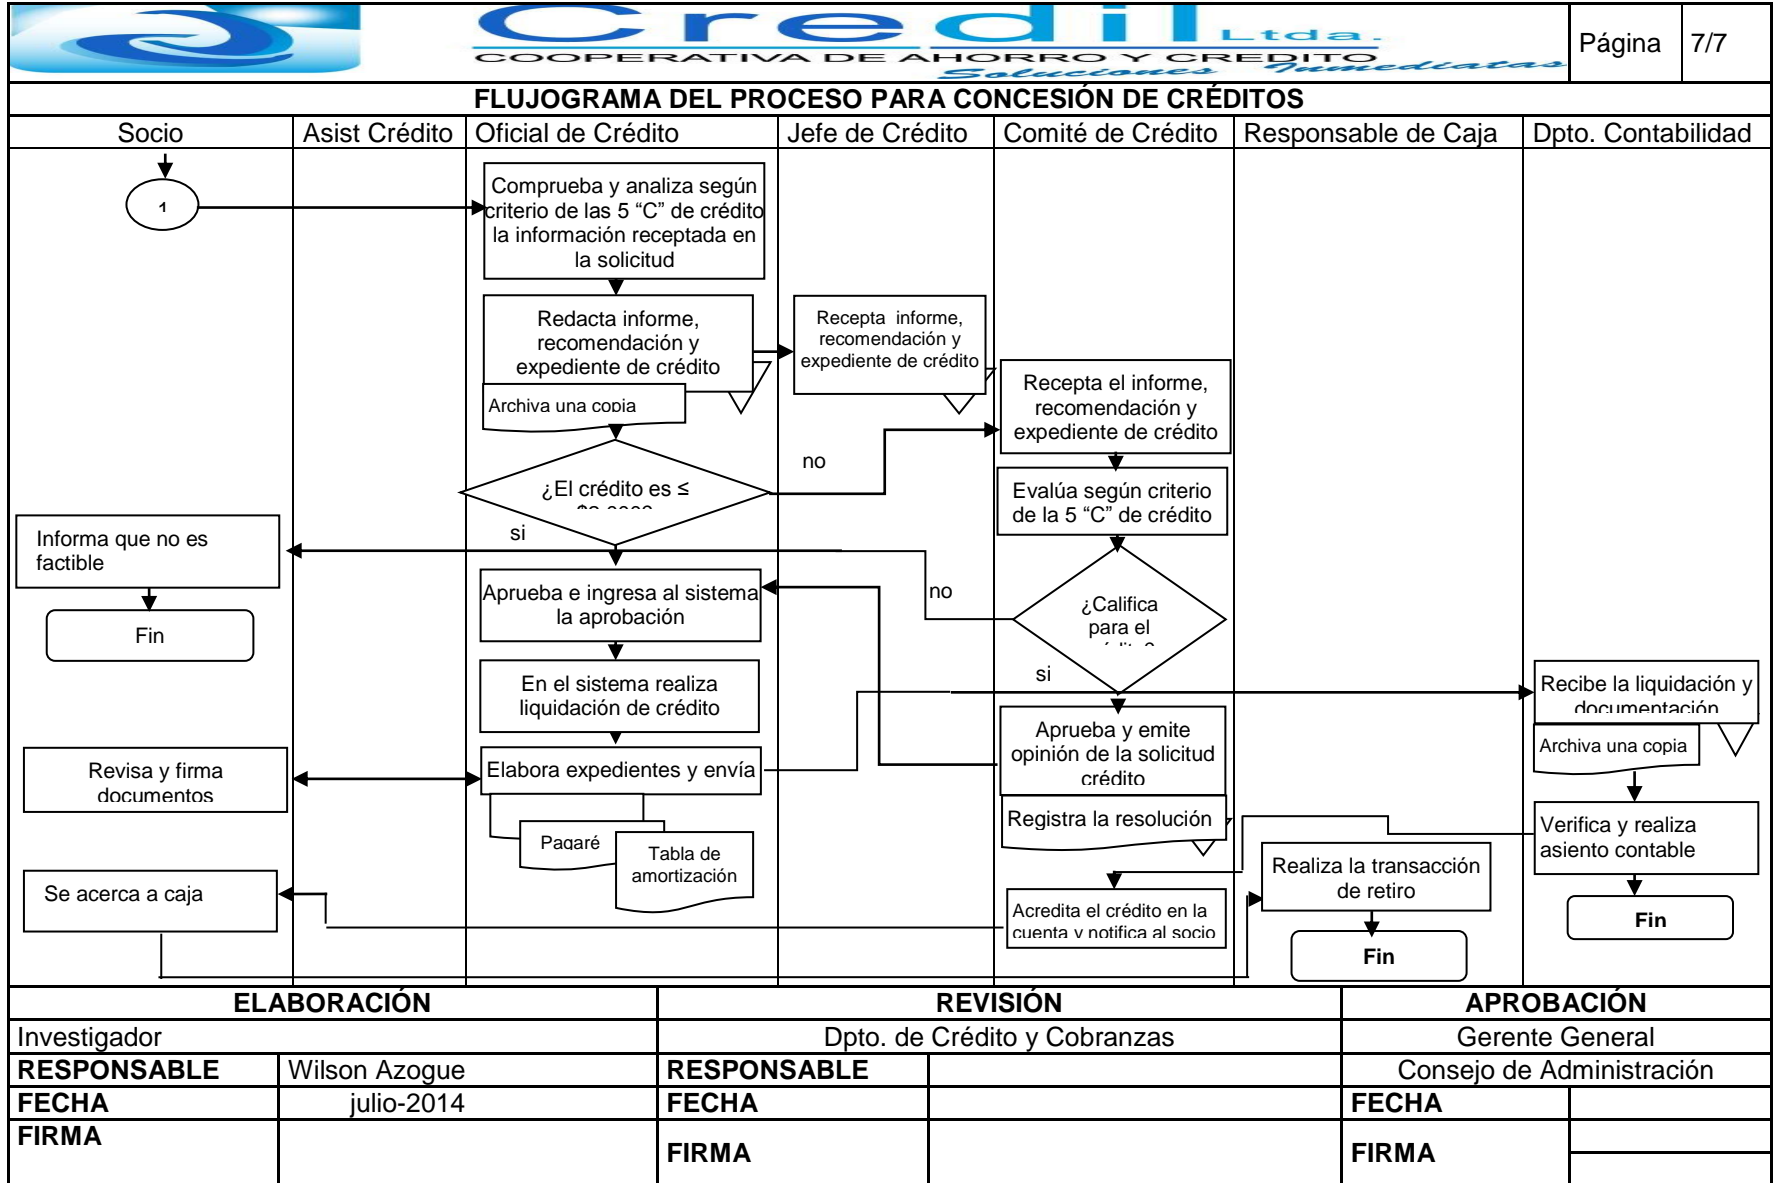 Credil Ltda.
COOPERATIVA DE AHORRO Y CREDITO
Soluciones Inmediatas
Página 7/7
FLUJOGRAMA DEL PROCESO PARA CONCESIÓN DE CRÉDITOS
Socio Asist Crédito Oficial de Crédito Jefe de Crédito Comité de Crédito Responsable de Caja Dpto. Contabilidad
1
Comprueba y analiza según
criterio de las 5 “C” de crédito
la información receptada en
la solicitud
Redacta informe,
recomendación y
expediente de crédito
Archiva una copia
Recepta informe,
recomendación y
expediente de crédito
Recepta el informe,
recomendación y
expediente de crédito
no
¿El crédito es ≤
si
Evalúa según criterio
de la 5 “C” de crédito
Informa que no es
factible
Fin
Aprueba e ingresa al sistema
la aprobación
no
¿Califica
para el
si
En el sistema realiza
liquidación de crédito
Recibe la liquidación y
documentación
Archiva una copia
Aprueba y emite
opinión de la solicitud
crédito
Registra la resolución
Revisa y firma
documentos
Elabora expedientes y envía
Pagaré
Tabla de
amortización
Verifica y realiza
asiento contable
Fin
Realiza la transacción
de retiro
Fin
Se acerca a caja
Acredita el crédito en la
cuenta y notifica al socio
ELABORACIÓN REVISIÓN APROBACIÓN
Investigador Dpto. de Crédito y Cobranzas Gerente General
RESPONSABLE Wilson Azogue RESPONSABLE Consejo de Administración
FECHA julio-2014 FECHA FECHA
FIRMA FIRMA FIRMA